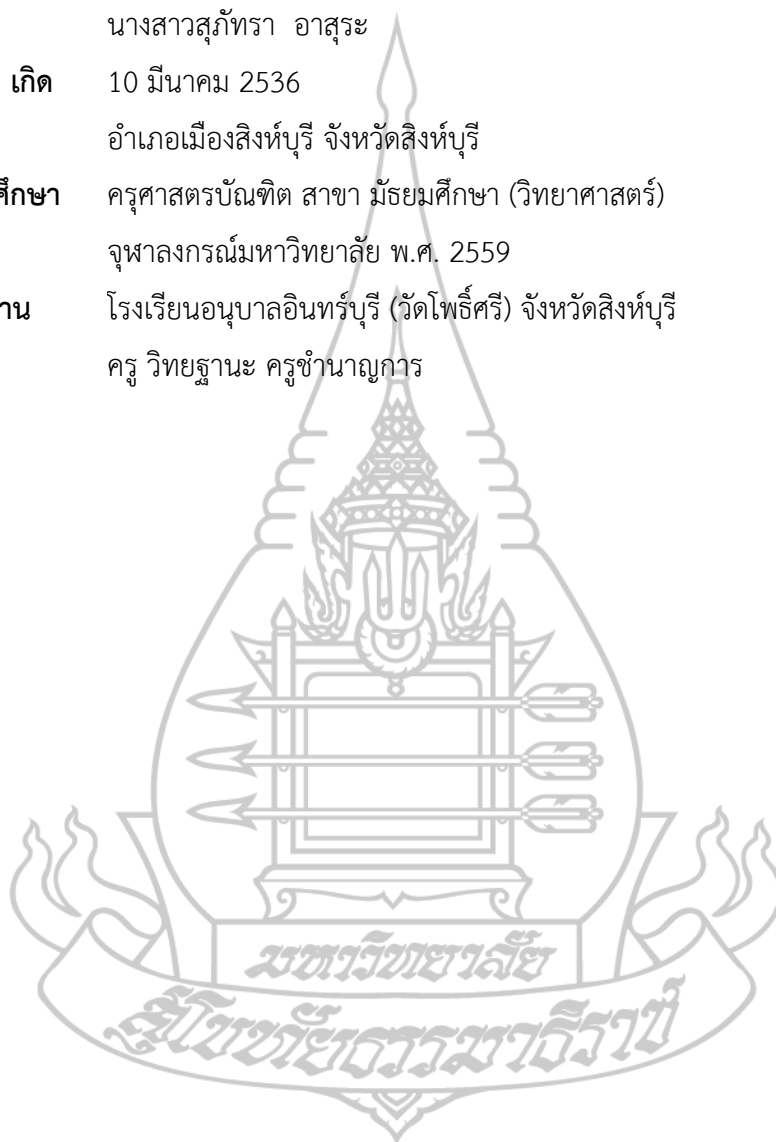 นางสาวสุภัทรา อาสุระ
เกิด 10 มีนาคม 2536
อำเภอเมืองสิงห์บุรี จังหวัดสิงห์บุรี
ศึกษา ครุศาสตรบัณฑิต สาขา มัธยมศึกษา (วิทยาศาสตร์)
จุฬาลงกรณ์มหาวิทยาลัย พ.ศ. 2559
าน โรงเรียนอนุบาลอินทร์บุรี (วัดโพธิ์ศรี) จังหวัดสิงห์บุรี
ครู วิทยฐานะ ครูชำนาญการ
มหาวิทยาลัย
สุโขทัยธรรมาธิราช